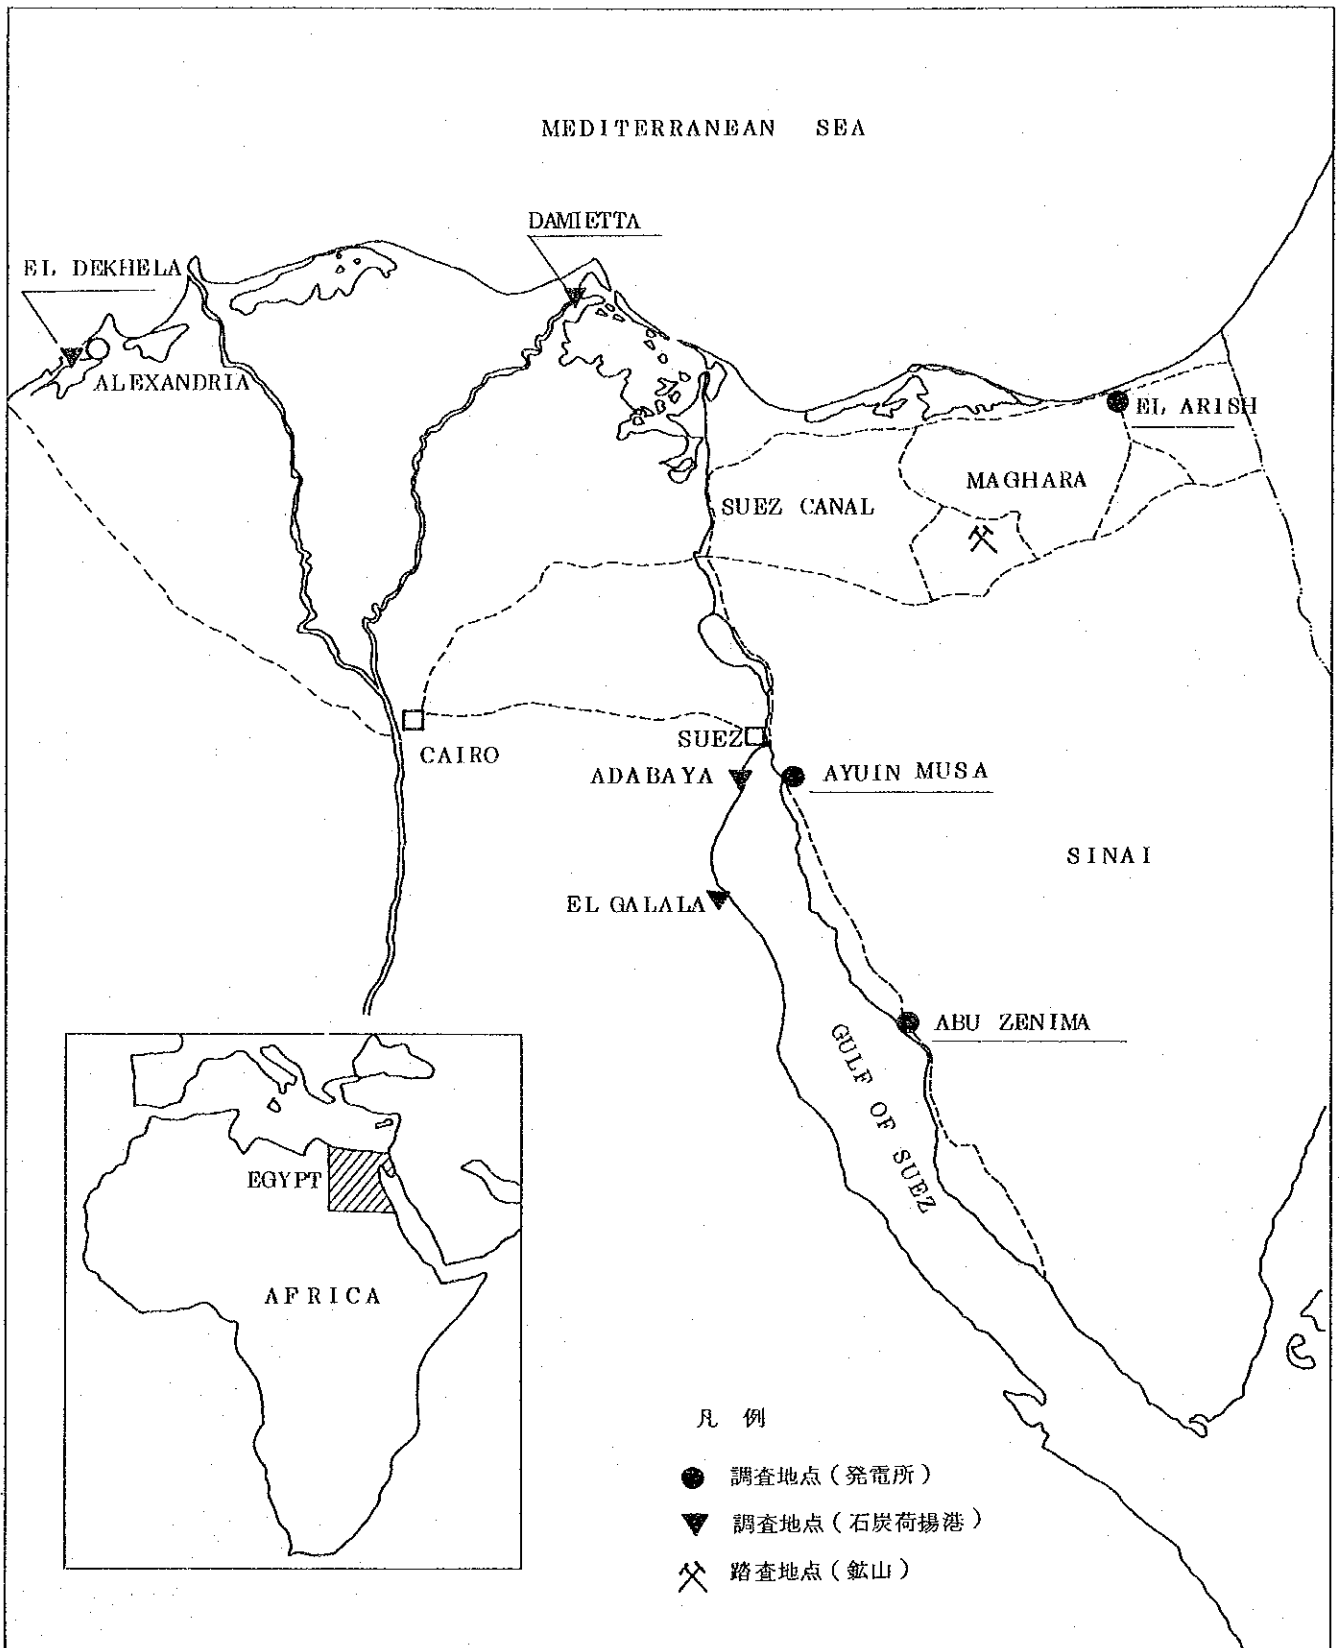 MEDITERRANEAN SEA
DAMIETTA
EL DEKHELA
ALEXANDRIA
EL ARISH
MAGHARA
SUEZ CANAL
CAIRO
SUEZ
ADABAYA
AYUIN MUSA
SINAI
EL GALALA
ABU ZENIMA
GULF OF SUEZ
EGYPT
AFRICA
凡 例
調査地点(発電所)
調査地点(石炭荷揚港)
踏査地点(鉱山)